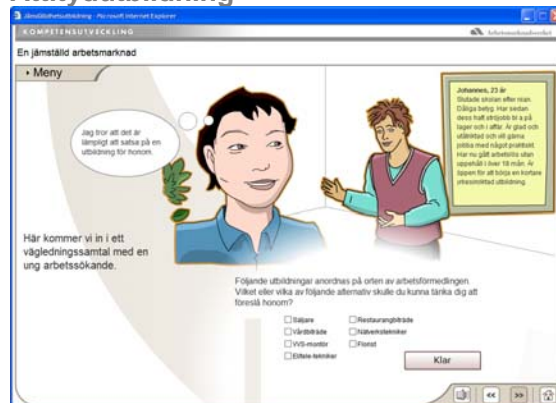 Jämställdhetsutbildning - Microsoft Internet Explorer
KOMPETENSUTVECKLING
Arbetsmarknadsverket
En jämställd arbetsmarknad
Meny
Jag tror att det är
lämpligt att satsa på en
utbildning för honom.
Johannes, 23 år
Slutade skolan efter nian.
Dåliga betyg. Har sedan
dess haft ströjobb bl a på
lager och i affär. Är glad och
utåtriktad och vill gärna
jobba med något praktiskt.
Har nu gått arbetslös utan
uppehåll i över 18 mån. Är
öppen för att börja en kortare
yrkesinriktad utbildning.
Här kommer vi in i ett
vägledningssamtal med en
ung arbetssökande.
Följande utbildningar anordnas på orten av arbetsförmedlingen.
Vilket eller vilka av följande alternativ skulle du kunna tänka dig att
föreslå honom?
Säljare
Restaurangbiträde
Vårdbiträde
Nätverkstekniker
VVS-montör
Florist
Klar